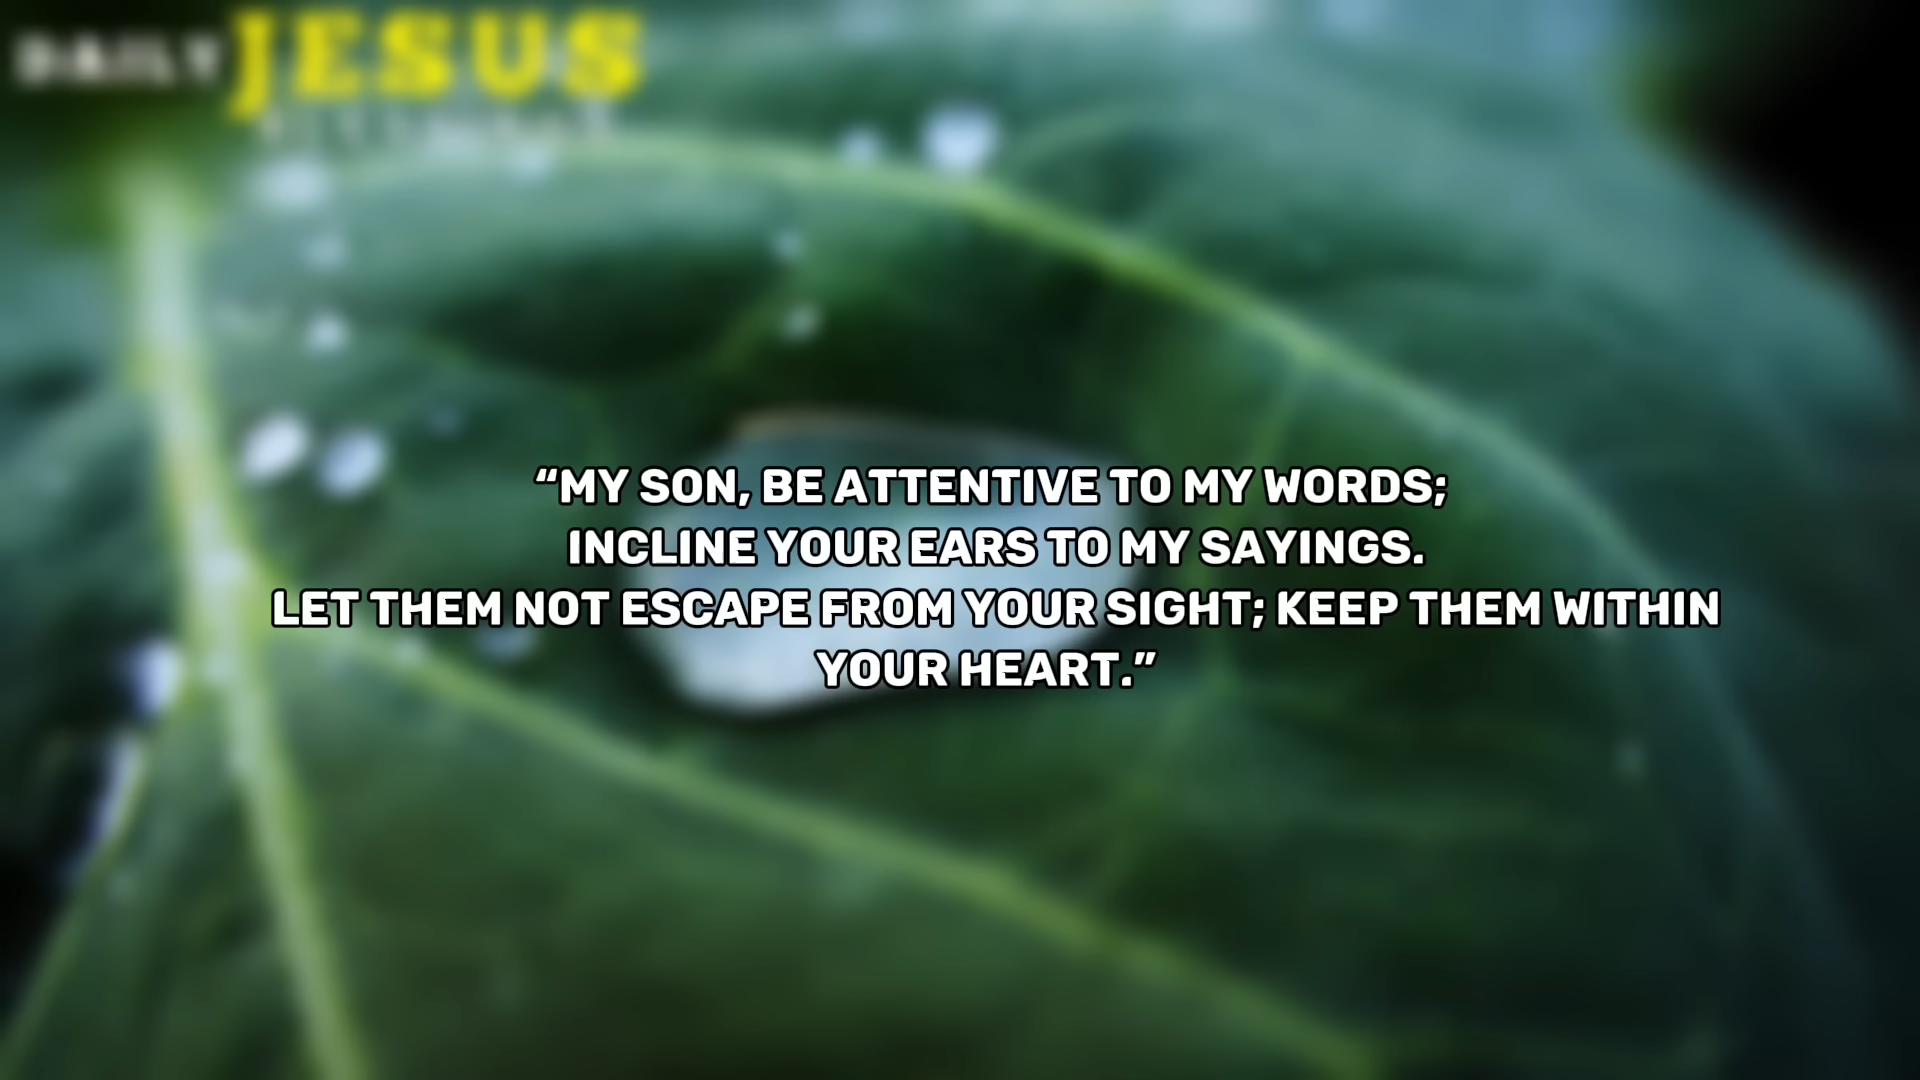 DAILY JESUS
“MY SON, BE ATTENTIVE TO MY WORDS;
INCLINE YOUR EARS TO MY SAYINGS.
LET THEM NOT ESCAPE FROM YOUR SIGHT; KEEP THEM WITHIN
YOUR HEART.”